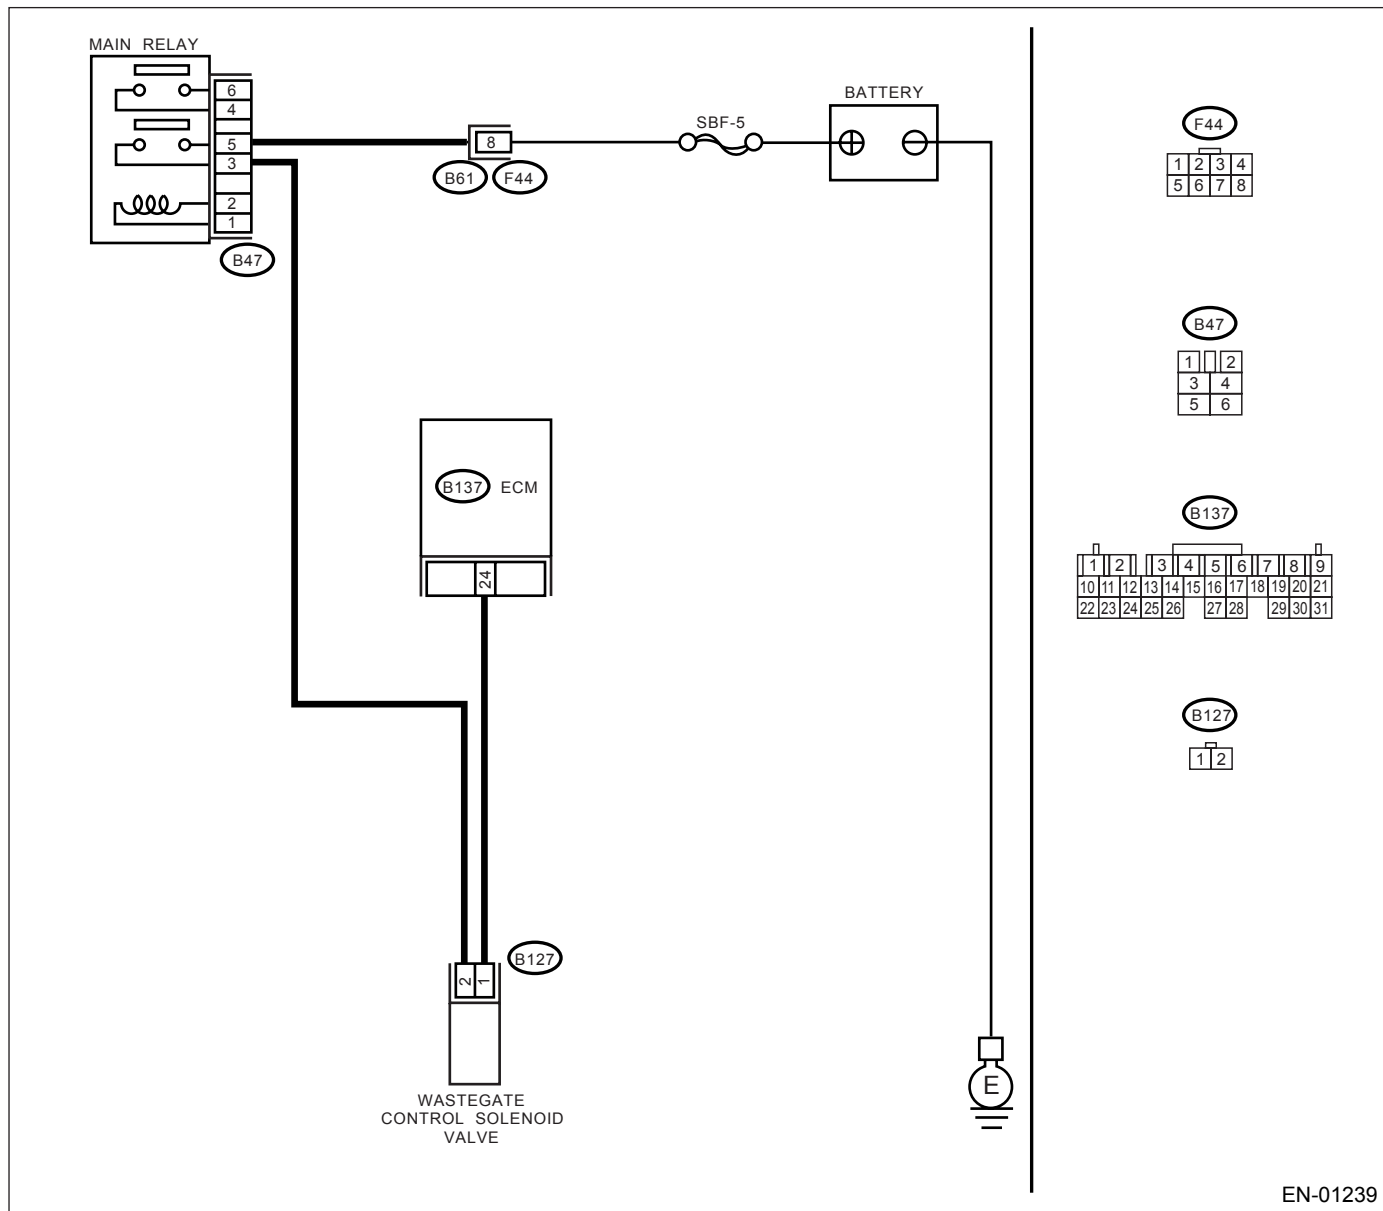 MAIN RELAY
6
4
5
3
2
1
B47
8
B61
F44
SBF-5
BATTERY
B137
ECM
24
2
1
B127
WASTEGATE
CONTROL SOLENOID
VALVE
E
F44
1 2 3 4
5 6 7 8
B47
1 2
3 4
5 6
B137
1 2 3 4 5 6 7 8 9
10 11 12 13 14 15 16 17 18 19 20 21
22 23 24 25 26 27 28 29 30 31
B127
1 2
EN-01239